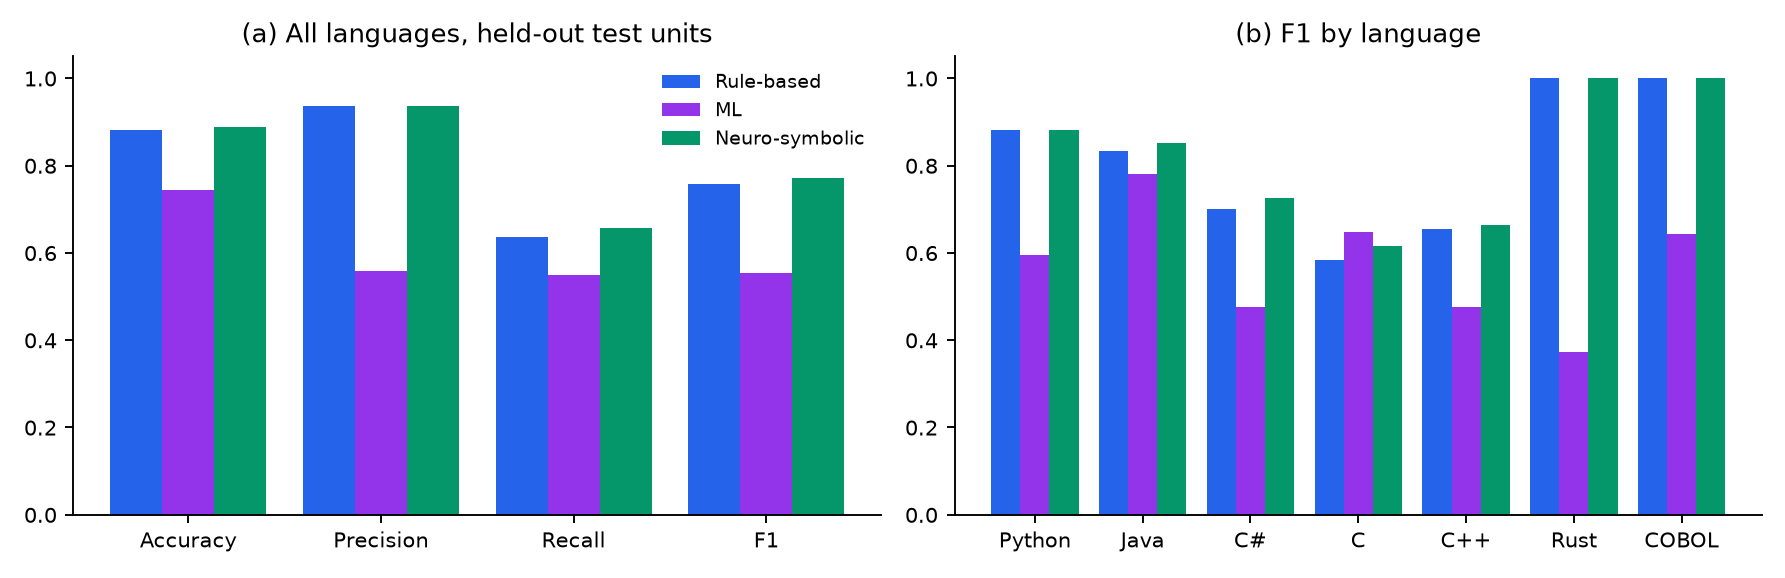 (a) All languages, held-out test units
1.0
0.8
0.6
0.4
0.2
0.0
Rule-based
ML
Neuro-symbolic
Accuracy Precision Recall F1
(b) F1 by language
1.0
0.8
0.6
0.4
0.2
0.0
Python Java C# C C++ Rust COBOL